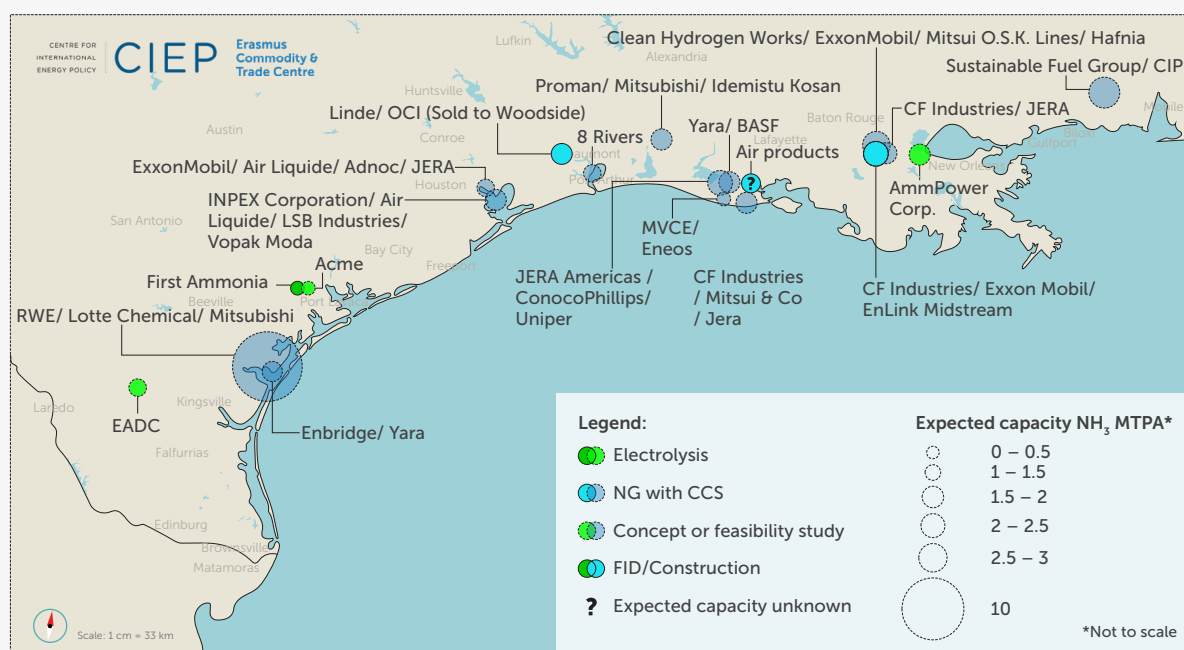 CENTRE FOR
INTERNATIONAL
ENERGY POLICY
CIEP
Erasmus
Commodity &
Trade Centre
Lufkin
Clean Hydrogen Works/ ExxonMobil/ Mitsui O.S.K. Lines/ Hafnia
Alexandria
Sustainable Fuel Group/ CIP
Huntsville
Proman/ Mitsubishi/ Idemistu Kosan
Mobile
Linde/ OCI (Sold to Woodside)
CF Industries/ JERA
Baton Rouge
Austin
Conroe
8 Rivers
Yara/ BASF
Lafayette
Biloxi
Gulfport
Air products
ExxonMobil/ Air Liquide/ Adnoc/ JERA
Houston
Port Arthur
New Orleans
?
INPEX Corporation/ Air
Liquide/ LSB Industries/
Vopak Moda
AmmPower
Corp.
San Antonio
MVCE/
Eneos
Bay City
Freeport
Acme
First Ammonia
JERA Americas /
ConocoPhillips/
Uniper
CF Industries
/ Mitsui & Co
/ Jera
CF Industries/ Exxon Mobil/
EnLink Midstream
Beeville
RWE/ Lotte Chemical/ Mitsubishi
Laredo
Kingsville
EADC
Enbridge/ Yara
Falfurrias
Edinburg
Brownsville
Matamoras
Scale: 1 cm = 33 km
Legend:
Electrolysis
NG with CCS
Concept or feasibility study
FID/Construction
? Expected capacity unknown
Expected capacity NH₃ MTPA*
0 – 0.5
1 – 1.5
1.5 – 2
2 – 2.5
2.5 – 3
10
*Not to scale